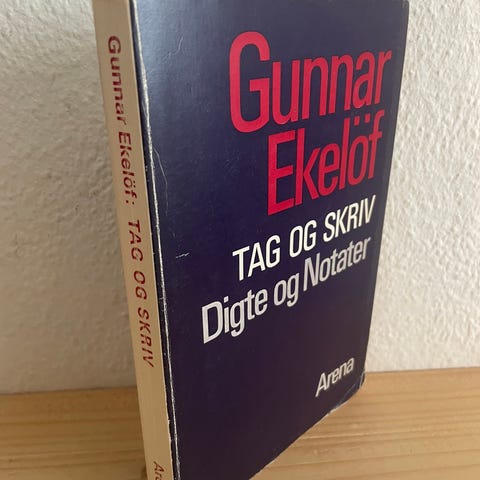 Gunnar Ekelöf: TAG OG SKRIV
Gunnar
Ekelöf
TAG OG SKRIV
Digte og Notater
Arena